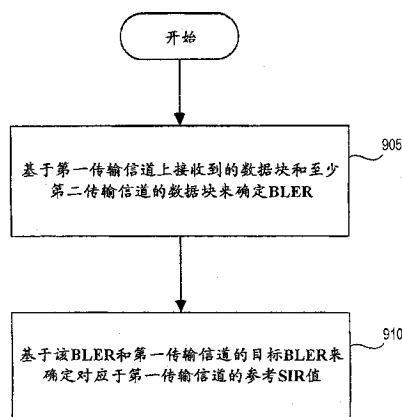 开始
基于第一传输信道上接收到的数据块和至少
第二传输信道的数据块来确定BLER
905
基于该BLER和第一传输信道的目标BLER来
确定对应于第一传输信道的参考SIR值
910